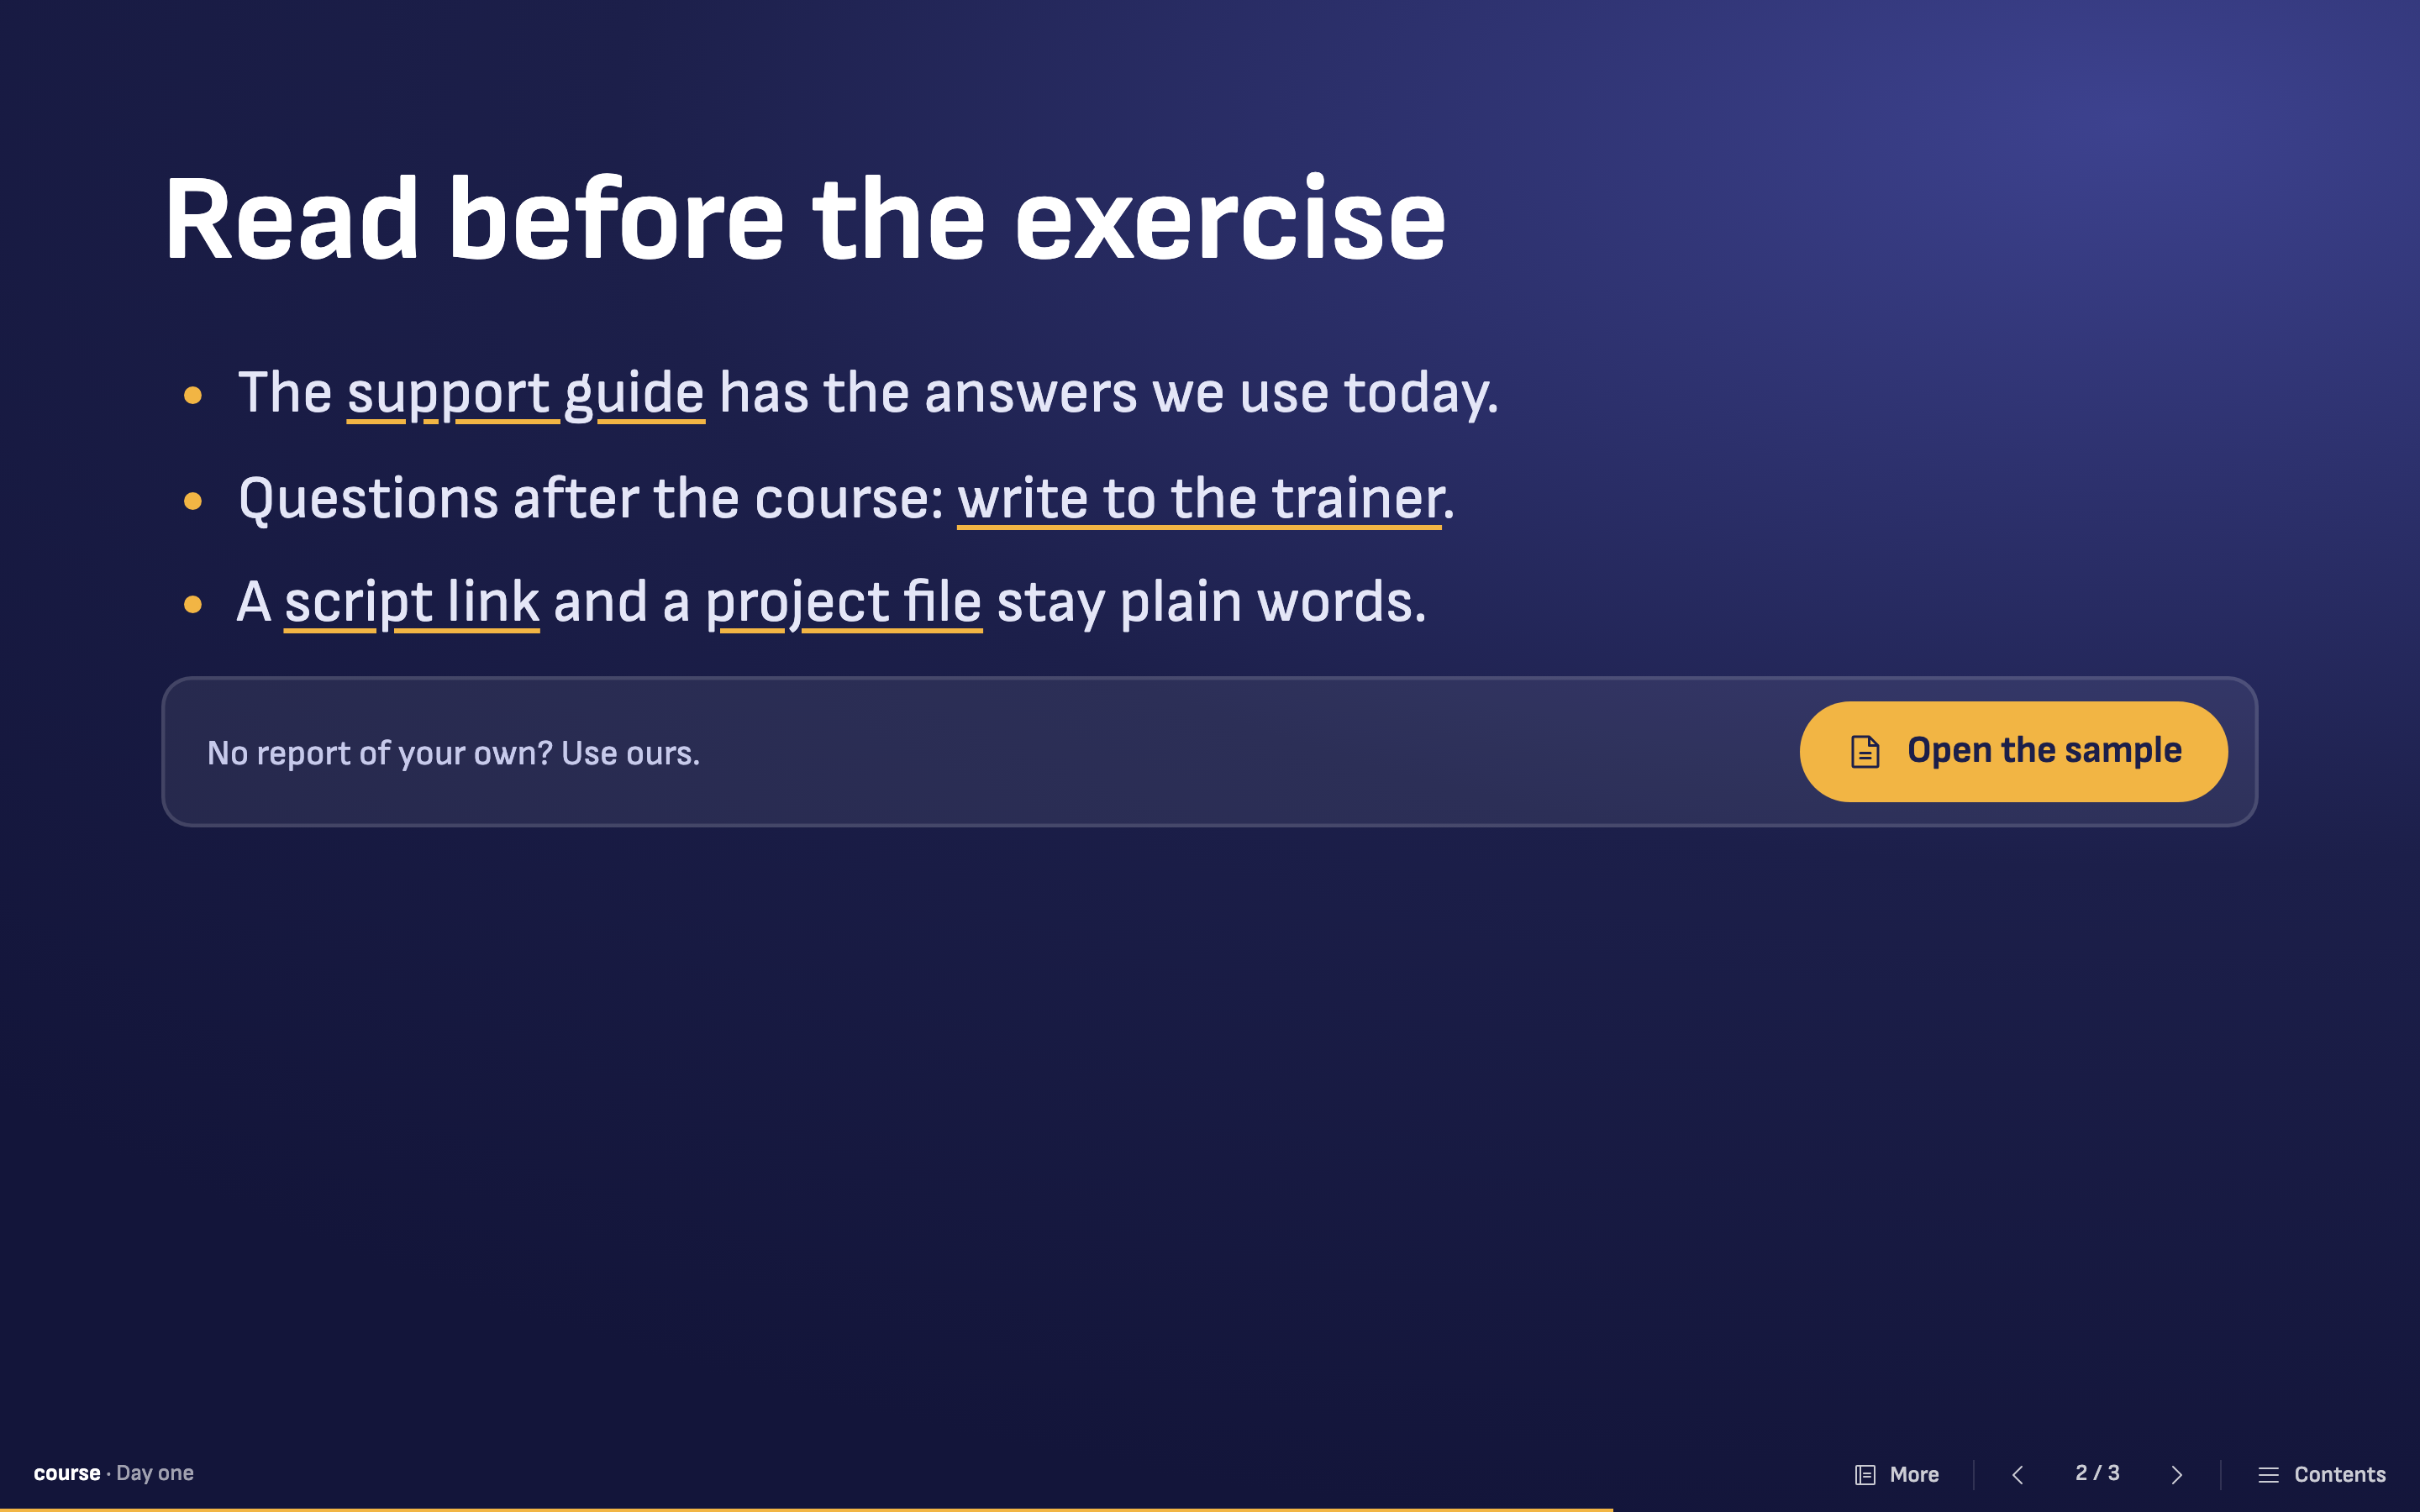 Read before the exercise
The support guide has the answers we use today.
Questions after the course: write to the trainer.
A script link and a project file stay plain words.
No report of your own? Use ours.
Open the sample
course · Day one
More
2 / 3
Contents